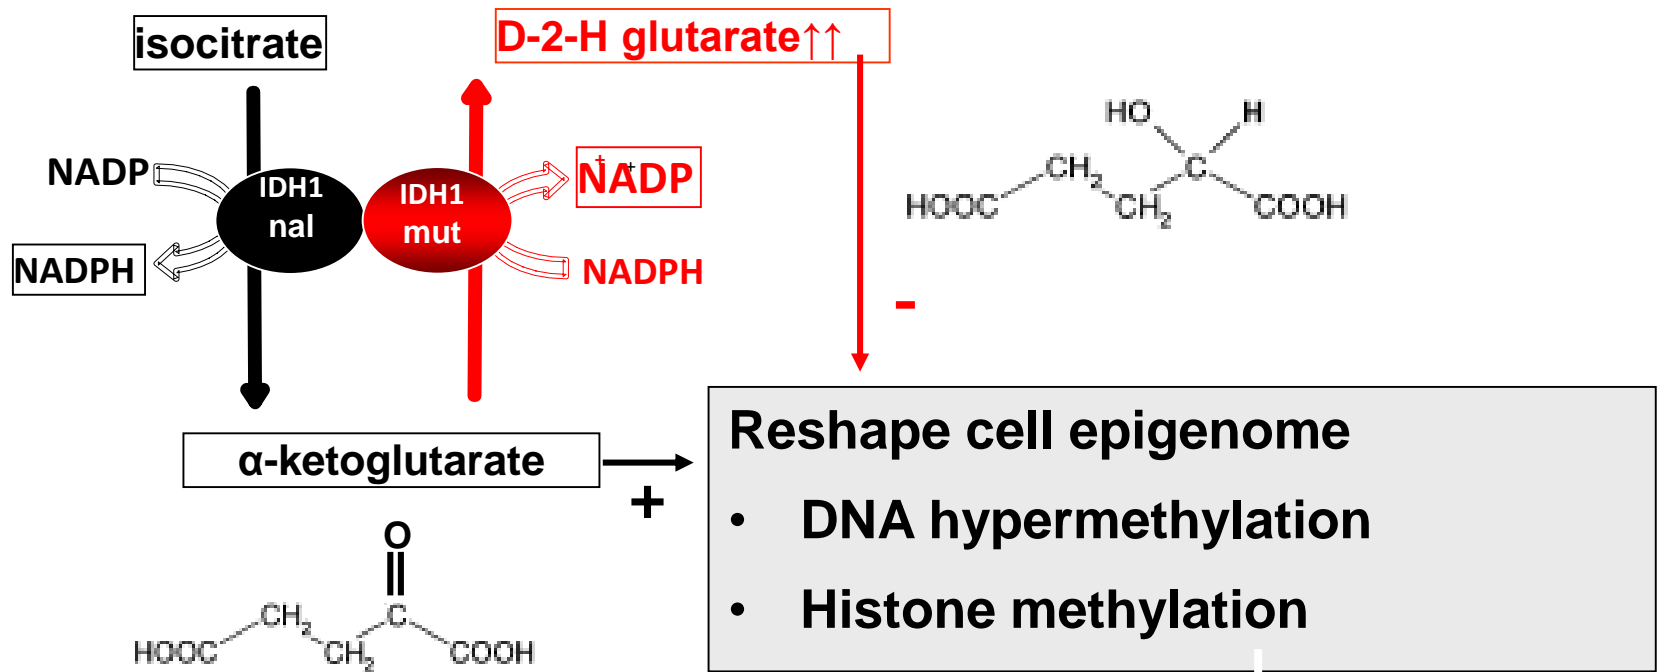 isocitrate
D-2-H glutarate↑↑
NADP
IDH1
nal
IDH1
mut
NADP
+
+
NADPH
NADPH
HO
H
CH2
C
HOOC
CH2
COOH
-
α-ketoglutarate
+
Reshape cell epigenome
• DNA hypermethylation
• Histone methylation
O
CH2
C
HOOC
CH2
COOH